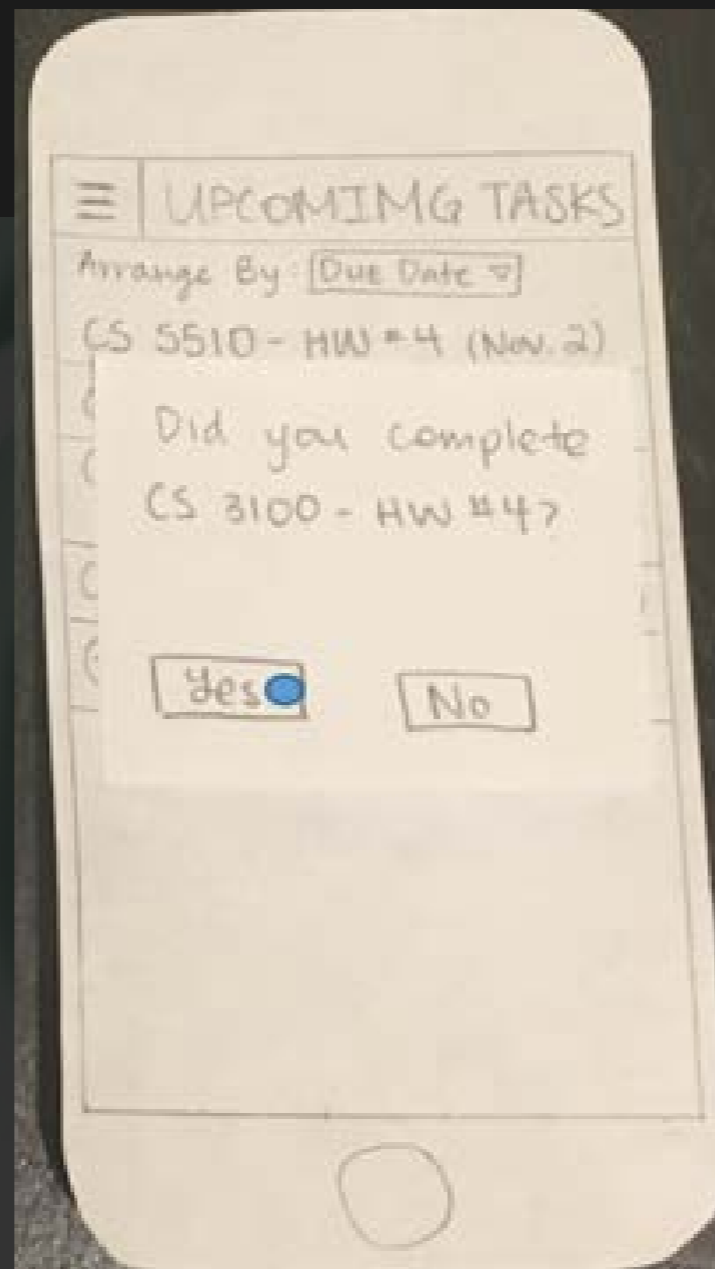 UPCOMIMG TASKS
Arrange By: Due Date
CS 5510 - HW #4 (Nov. 2)
Did you complete
CS 3100 - HW #4?
Yes
No